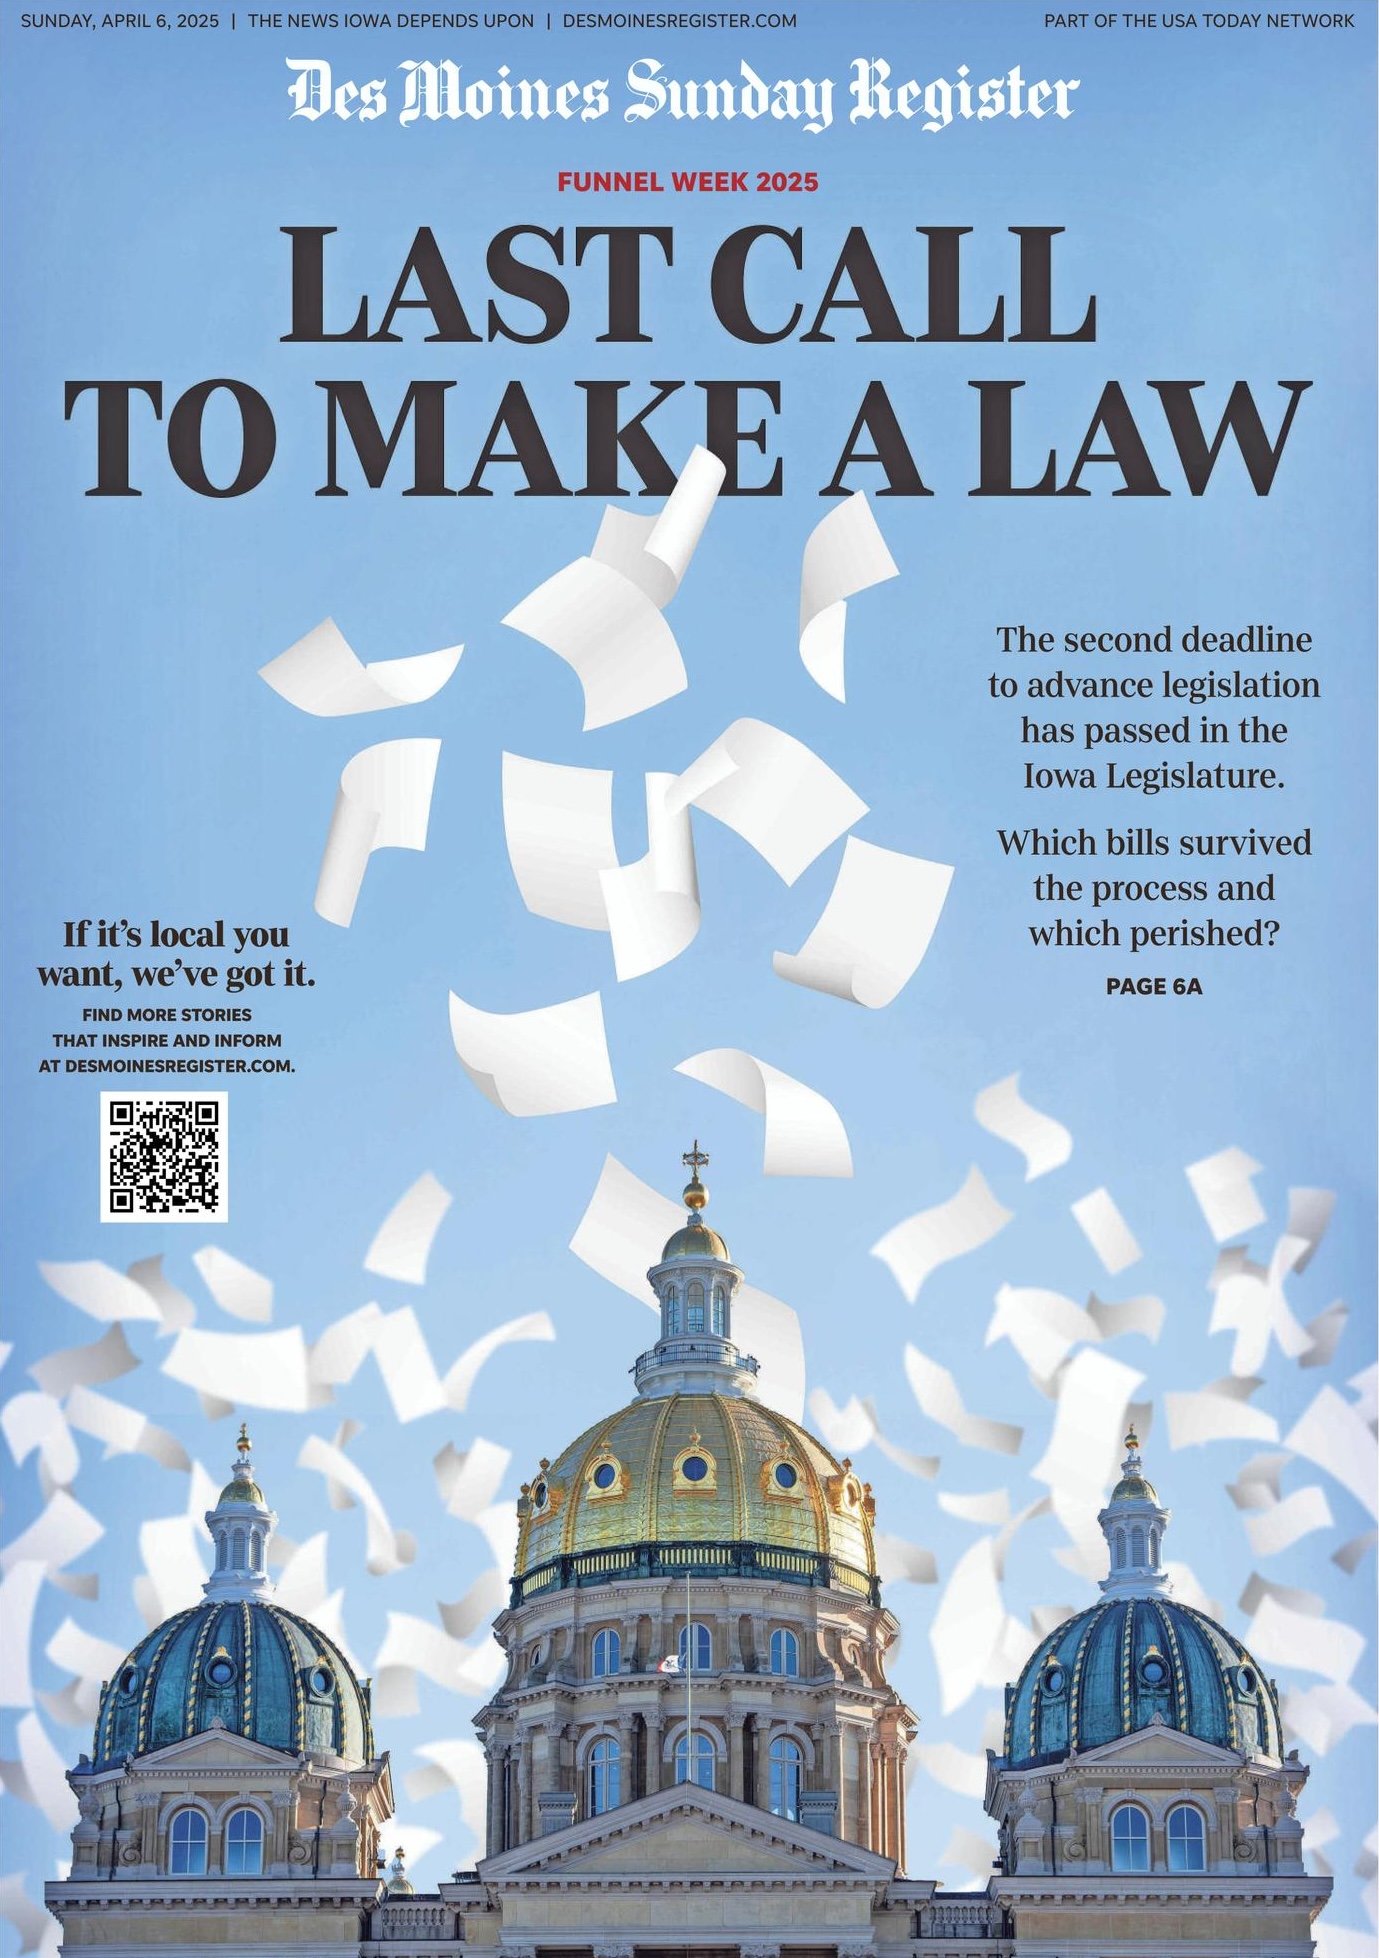 SUNDAY, APRIL 6, 2025 | THE NEWS IOWA DEPENDS UPON | DESMOINESREGISTER.COM
PART OF THE USA TODAY NETWORK
Des Moines Sunday Register
FUNNEL WEEK 2025
LAST CALL
TO MAKE A LAW
The second deadline
to advance legislation
has passed in the
Iowa Legislature.
Which bills survived
the process and
which perished?
PAGE 6A
If it’s local you
want, we’ve got it.
FIND MORE STORIES
THAT INSPIRE AND INFORM
AT DESMOINESREGISTER.COM.